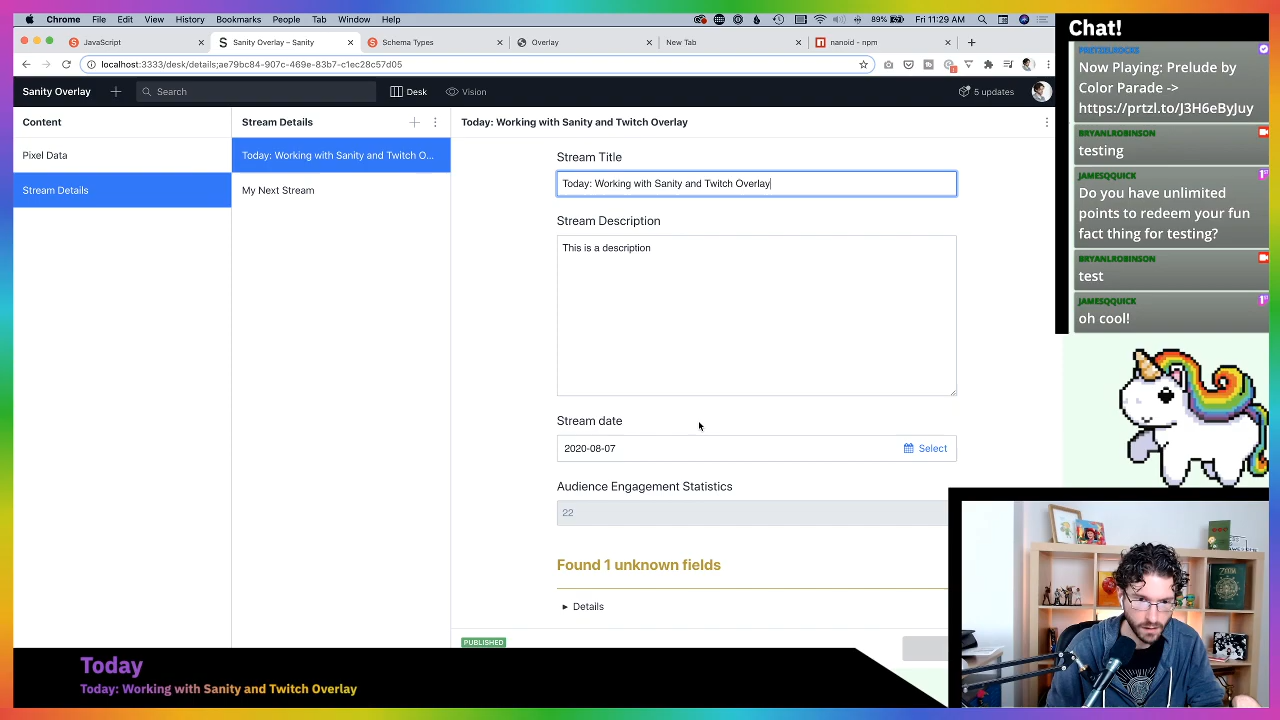 Chrome File Edit View History Bookmarks People Tab Window Help
89% Fri 11:29 AM
JavaScript
Sanity Overlay – Sanity
Schema Types
Overlay
New Tab
nanoid - npm
localhost:3333/desk/details;ae79bc84-907c-469e-83b7-c1ec28c57d05
Sanity Overlay
Search
Desk
Vision
5 updates
Content
Pixel Data
Stream Details
Stream Details
Today: Working with Sanity and Twitch O...
My Next Stream
Today: Working with Sanity and Twitch Overlay
Stream Title
Today: Working with Sanity and Twitch Overlay
Stream Description
This is a description
Stream date
2020-08-07
Select
Audience Engagement Statistics
22
Found 1 unknown fields
Details
PUBLISHED
Chat!
PRETZELROCKS
Now Playing: Prelude by
Color Parade ->
https://prtzl.to/J3H6eByJuy
BRYANLROBINSON
testing
JAMESQQUICK
Do you have unlimited
points to redeem your fun
fact thing for testing?
BRYANLROBINSON
test
JAMESQQUICK
oh cool!
Today
Today: Working with Sanity and Twitch Overlay